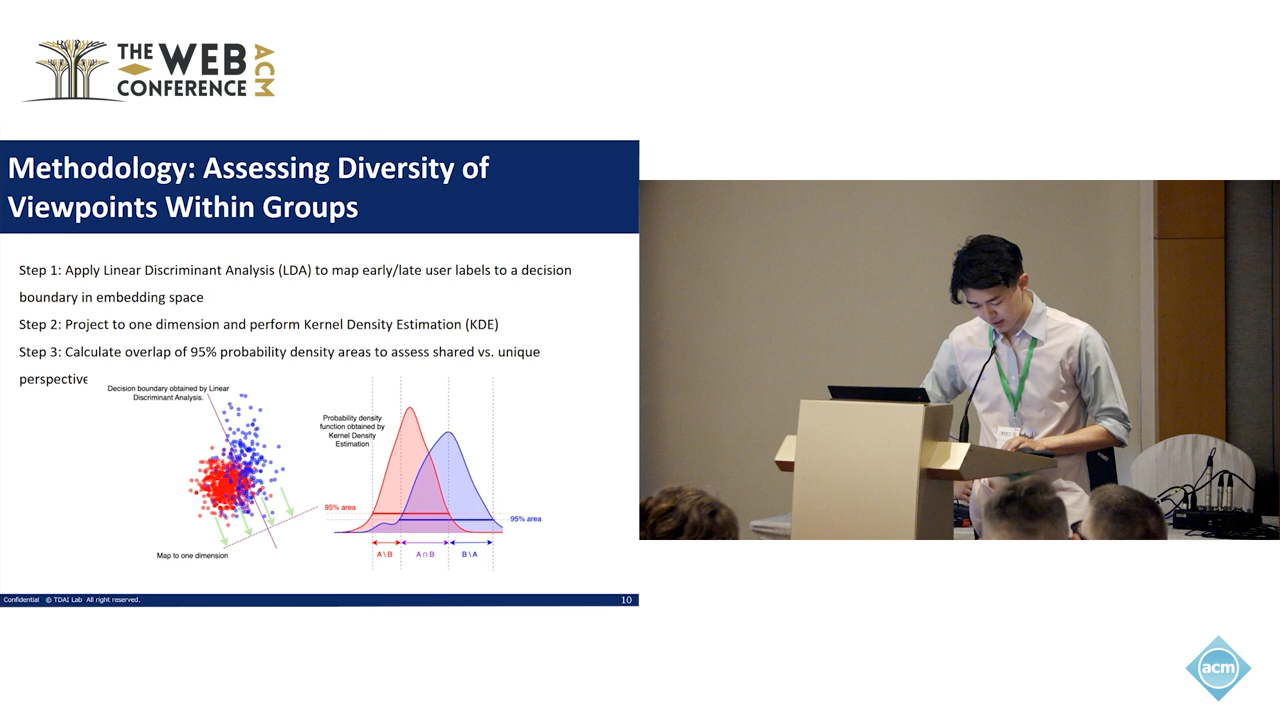 THE WEB CONFERENCE ACM
Methodology: Assessing Diversity of
Viewpoints Within Groups
Step 1: Apply Linear Discriminant Analysis (LDA) to map early/late user labels to a decision
boundary in embedding space
Step 2: Project to one dimension and perform Kernel Density Estimation (KDE)
Step 3: Calculate overlap of 95% probability density areas to assess shared vs. unique
perspective
Decision boundary obtained by Linear
Discriminant Analysis.
Probability density
function obtained by
Kernel Density
Estimation
95% area
95% area
Map to one dimension
A \ B
A ∩ B
B \ A
Confidential © TDAI Lab All right reserved.
10
acm